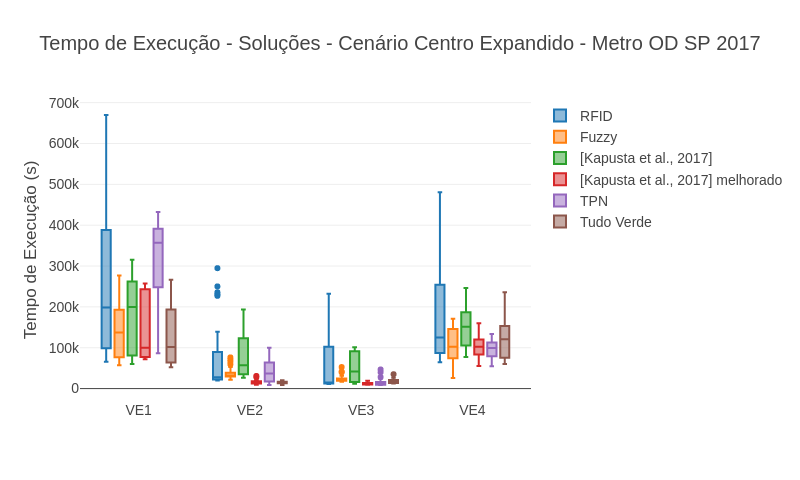 Tempo de Execução - Soluções - Cenário Centro Expandido - Metro OD SP 2017
Tempo de Execução (s)
700k
600k
500k
400k
300k
200k
100k
0
VE1
VE2
VE3
VE4
RFID
Fuzzy
[Kapusta et al., 2017]
[Kapusta et al., 2017] melhorado
TPN
Tudo Verde